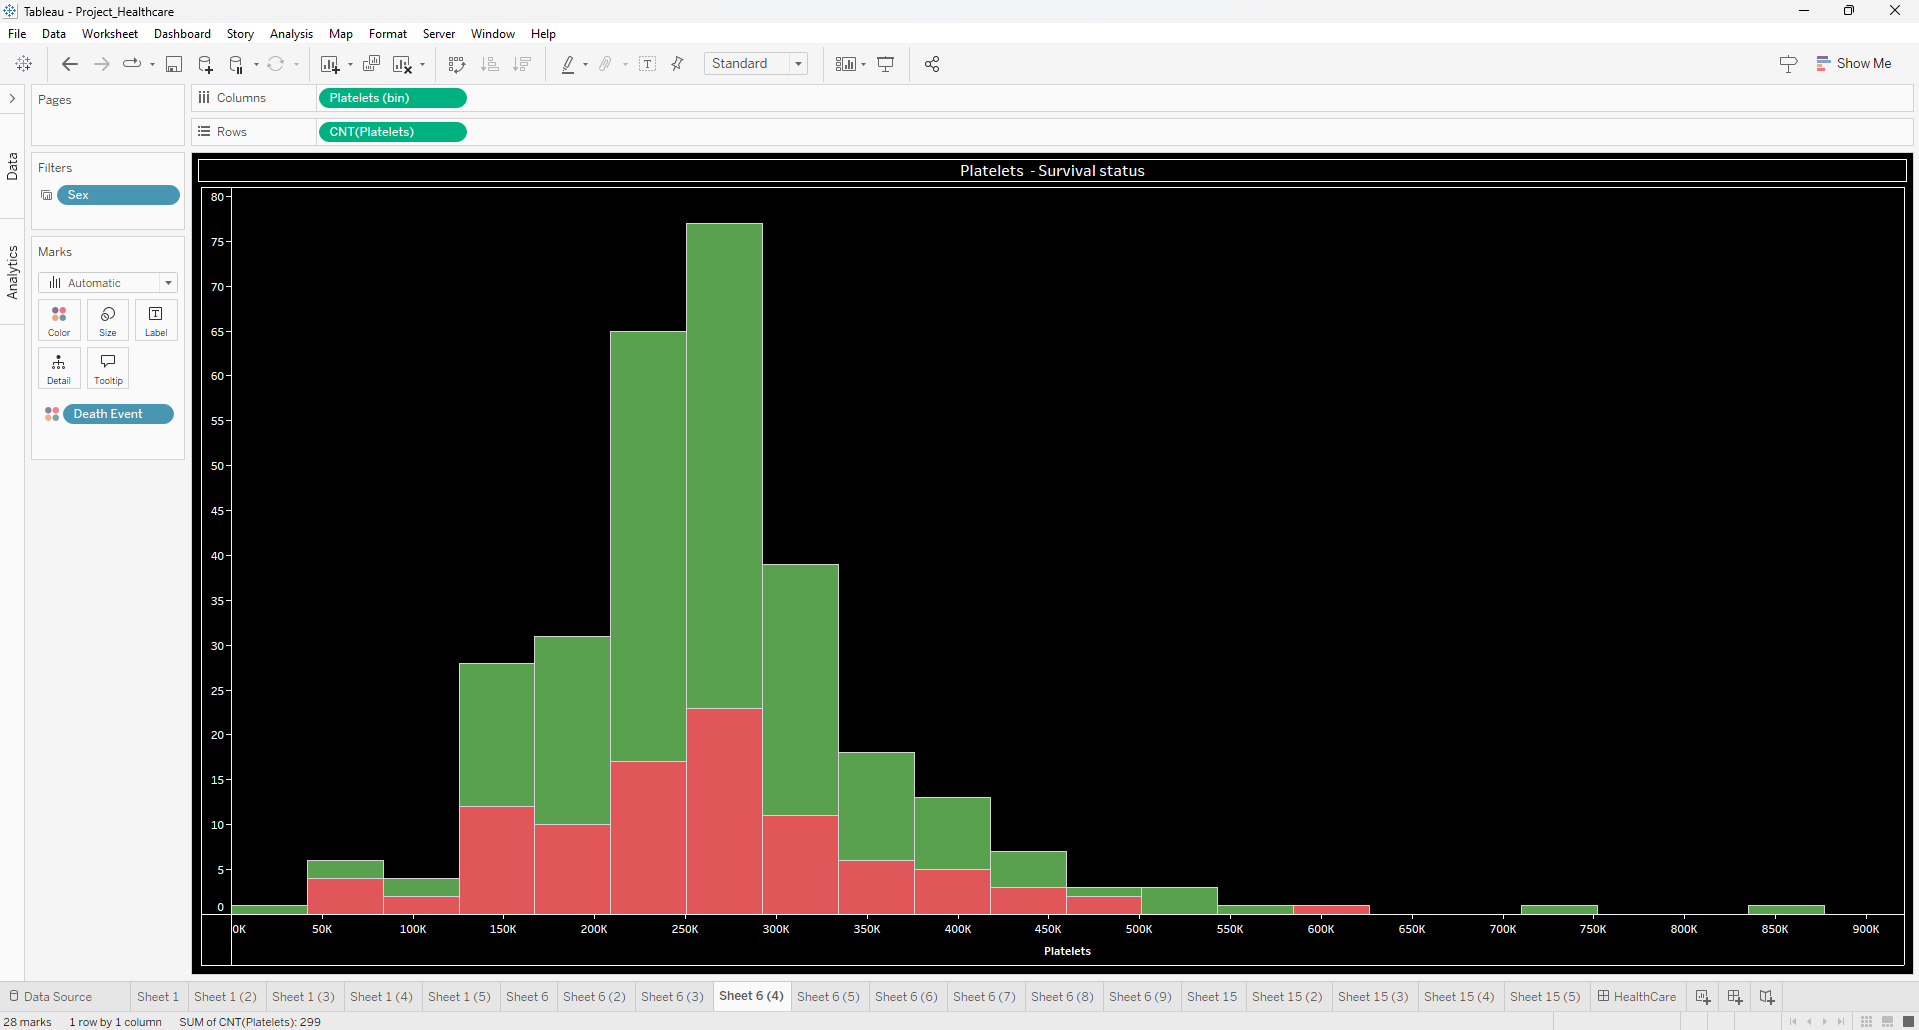 Tableau - Project_Healthcare
File Data Worksheet Dashboard Story Analysis Map Format Server Window Help
Standard
Show Me
Data
Analytics
Pages
Filters
Sex
Marks
Automatic
Color Size Label
Detail Tooltip
Death Event
Columns Platelets (bin)
Rows CNT(Platelets)
Platelets - Survival status
80
75
70
65
60
55
50
45
40
35
30
25
20
15
10
5
0
0K 50K 100K 150K 200K 250K 300K 350K 400K 450K 500K 550K 600K 650K 700K 750K 800K 850K 900K
Platelets
Data Source Sheet 1 Sheet 1 (2) Sheet 1 (3) Sheet 1 (4) Sheet 1 (5) Sheet 6 Sheet 6 (2) Sheet 6 (3) Sheet 6 (4) Sheet 6 (5) Sheet 6 (6) Sheet 6 (7) Sheet 6 (8) Sheet 6 (9) Sheet 15 Sheet 15 (2) Sheet 15 (3) Sheet 15 (4) Sheet 15 (5) HealthCare
28 marks 1 row by 1 column SUM of CNT(Platelets): 299